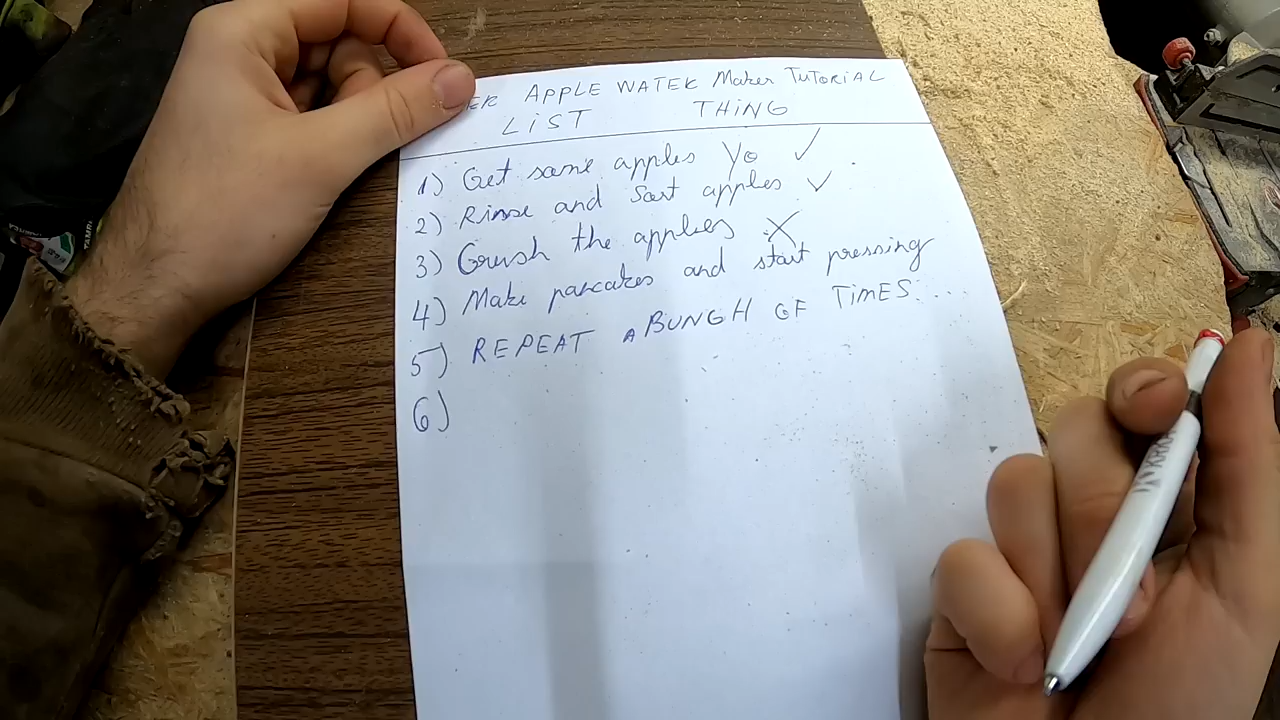 APPLE WATER Maker TUTORIAL
LIST THING
1) Get some apples Yo ✓
2) Rinse and Sort apples ✓
3) Crush the apples X
4) Make pancakes and start pressing
5) REPEAT A BUNCH OF TIMES....
6)